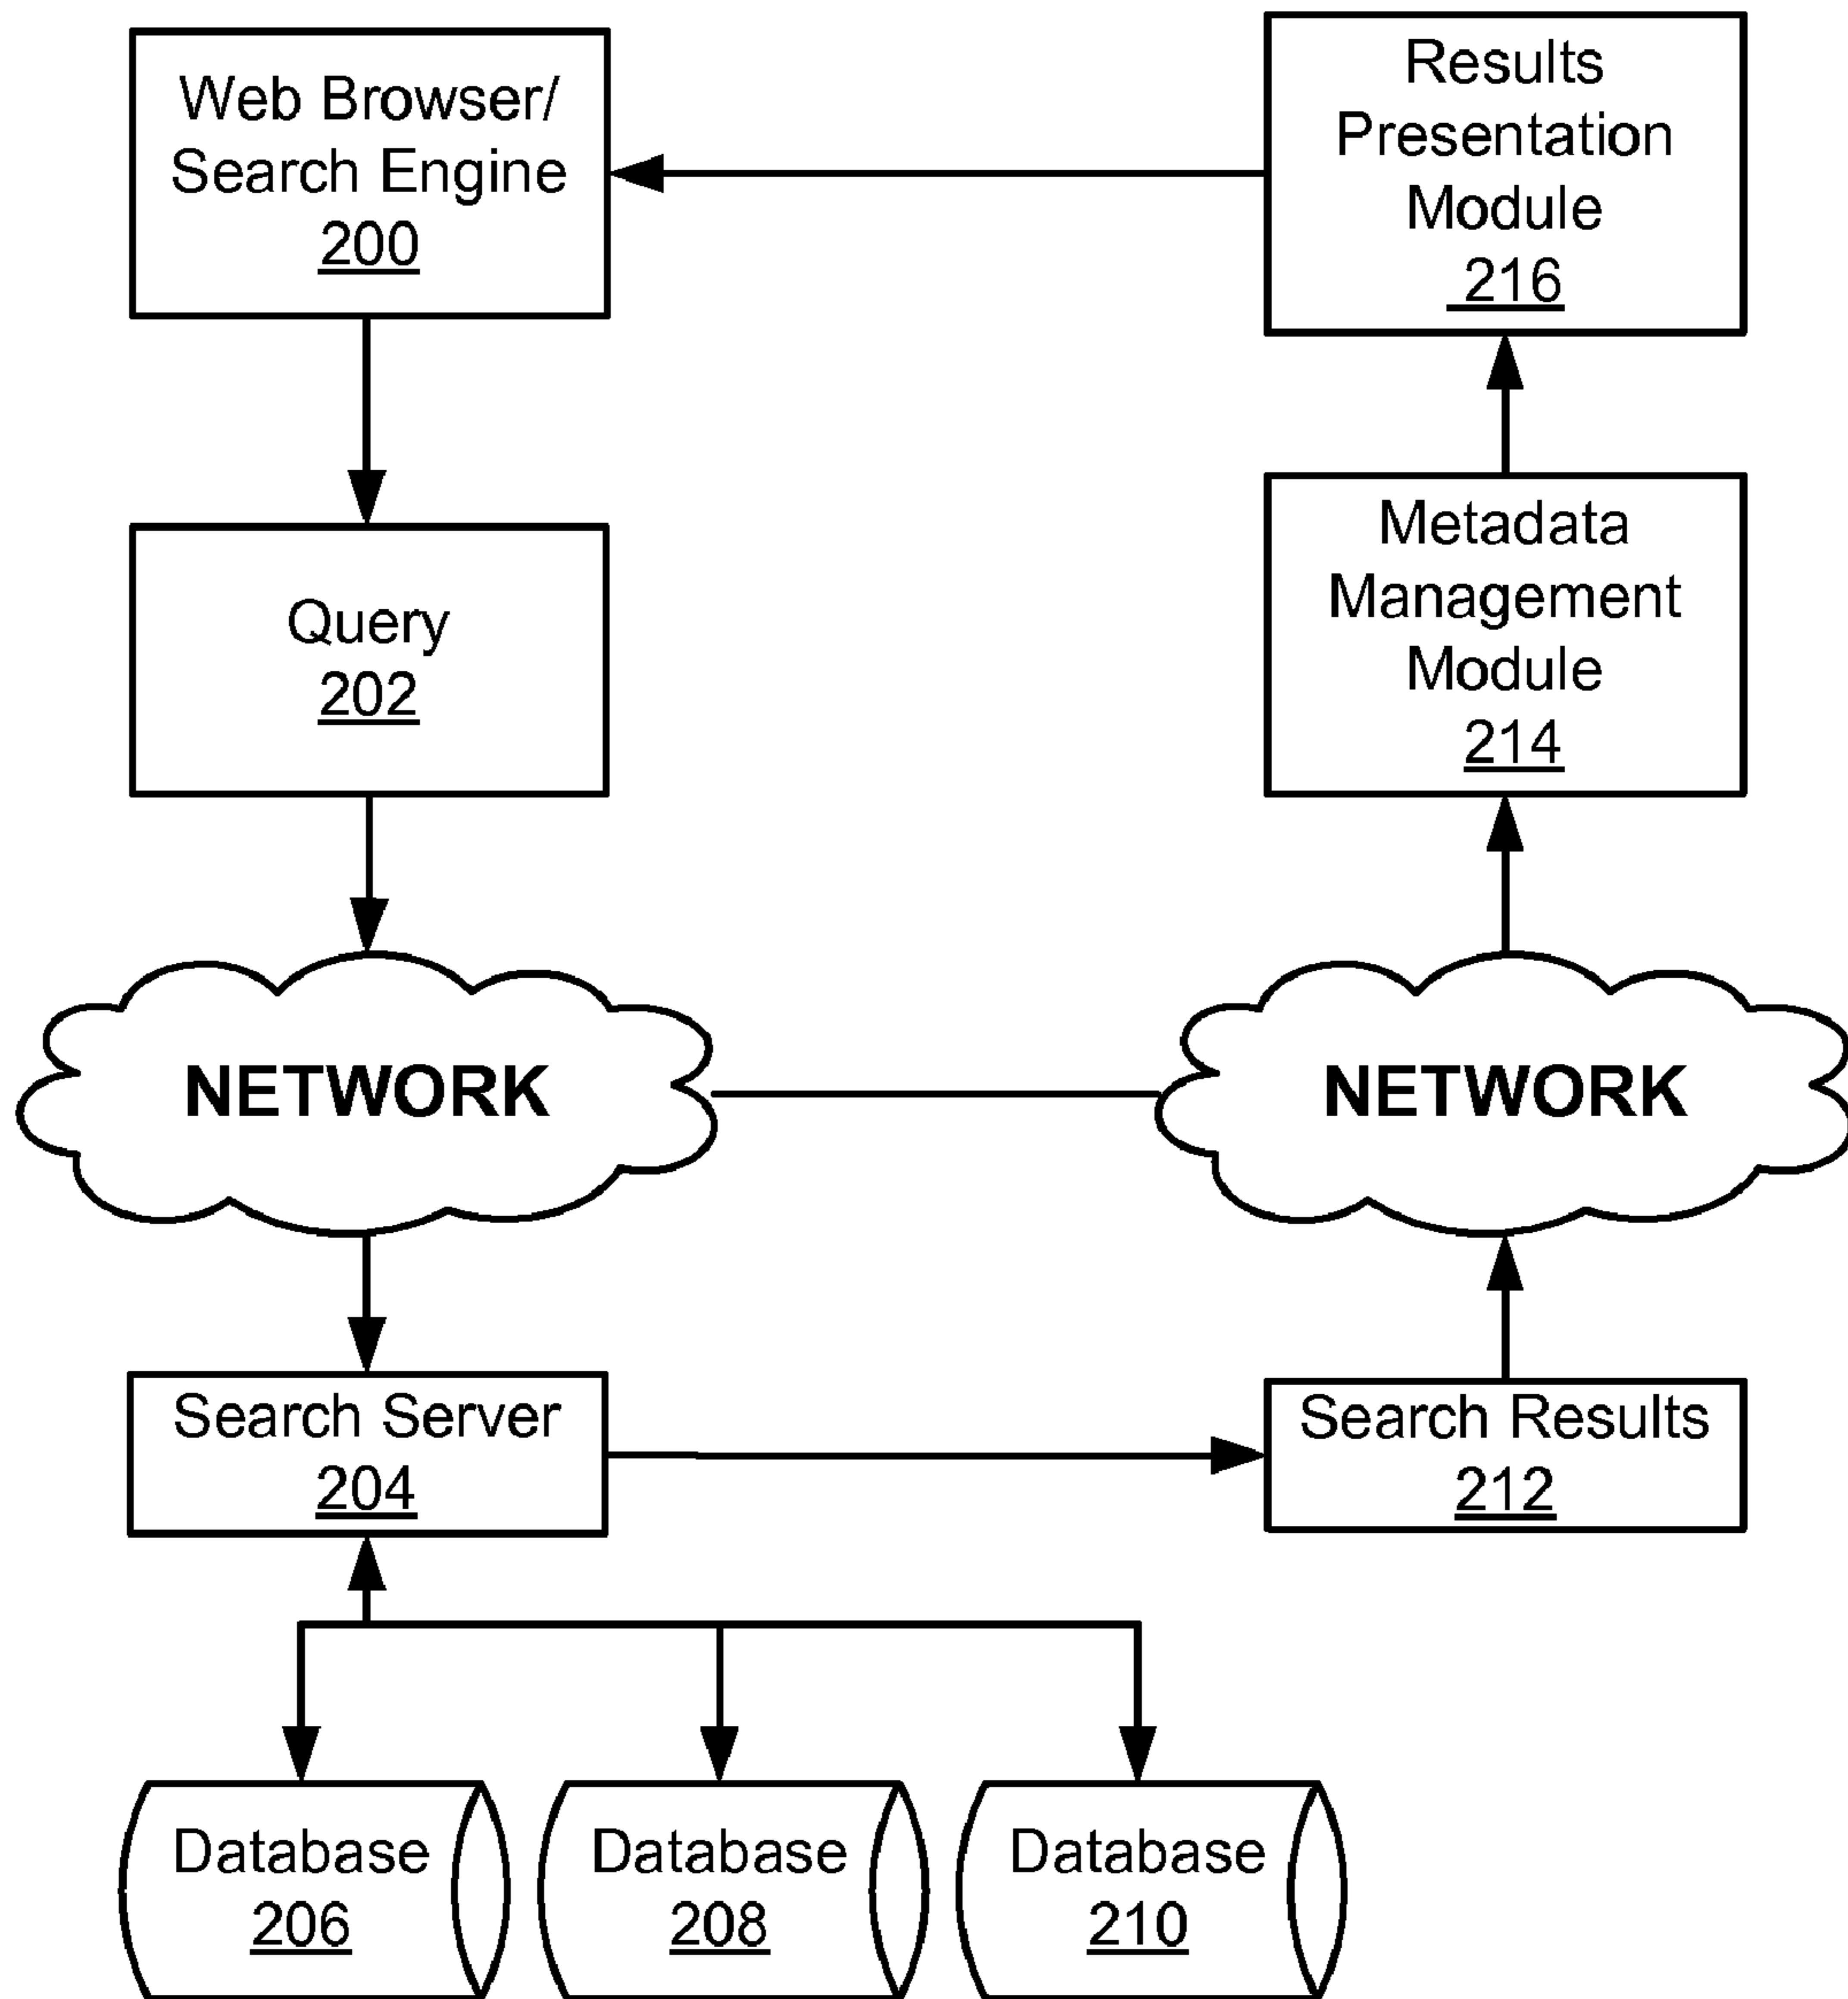 Web Browser/
Search Engine
200
Results
Presentation
Module
216
Query
202
Metadata
Management
Module
214
NETWORK
NETWORK
Search Server
204
Search Results
212
Database
206
Database
208
Database
210